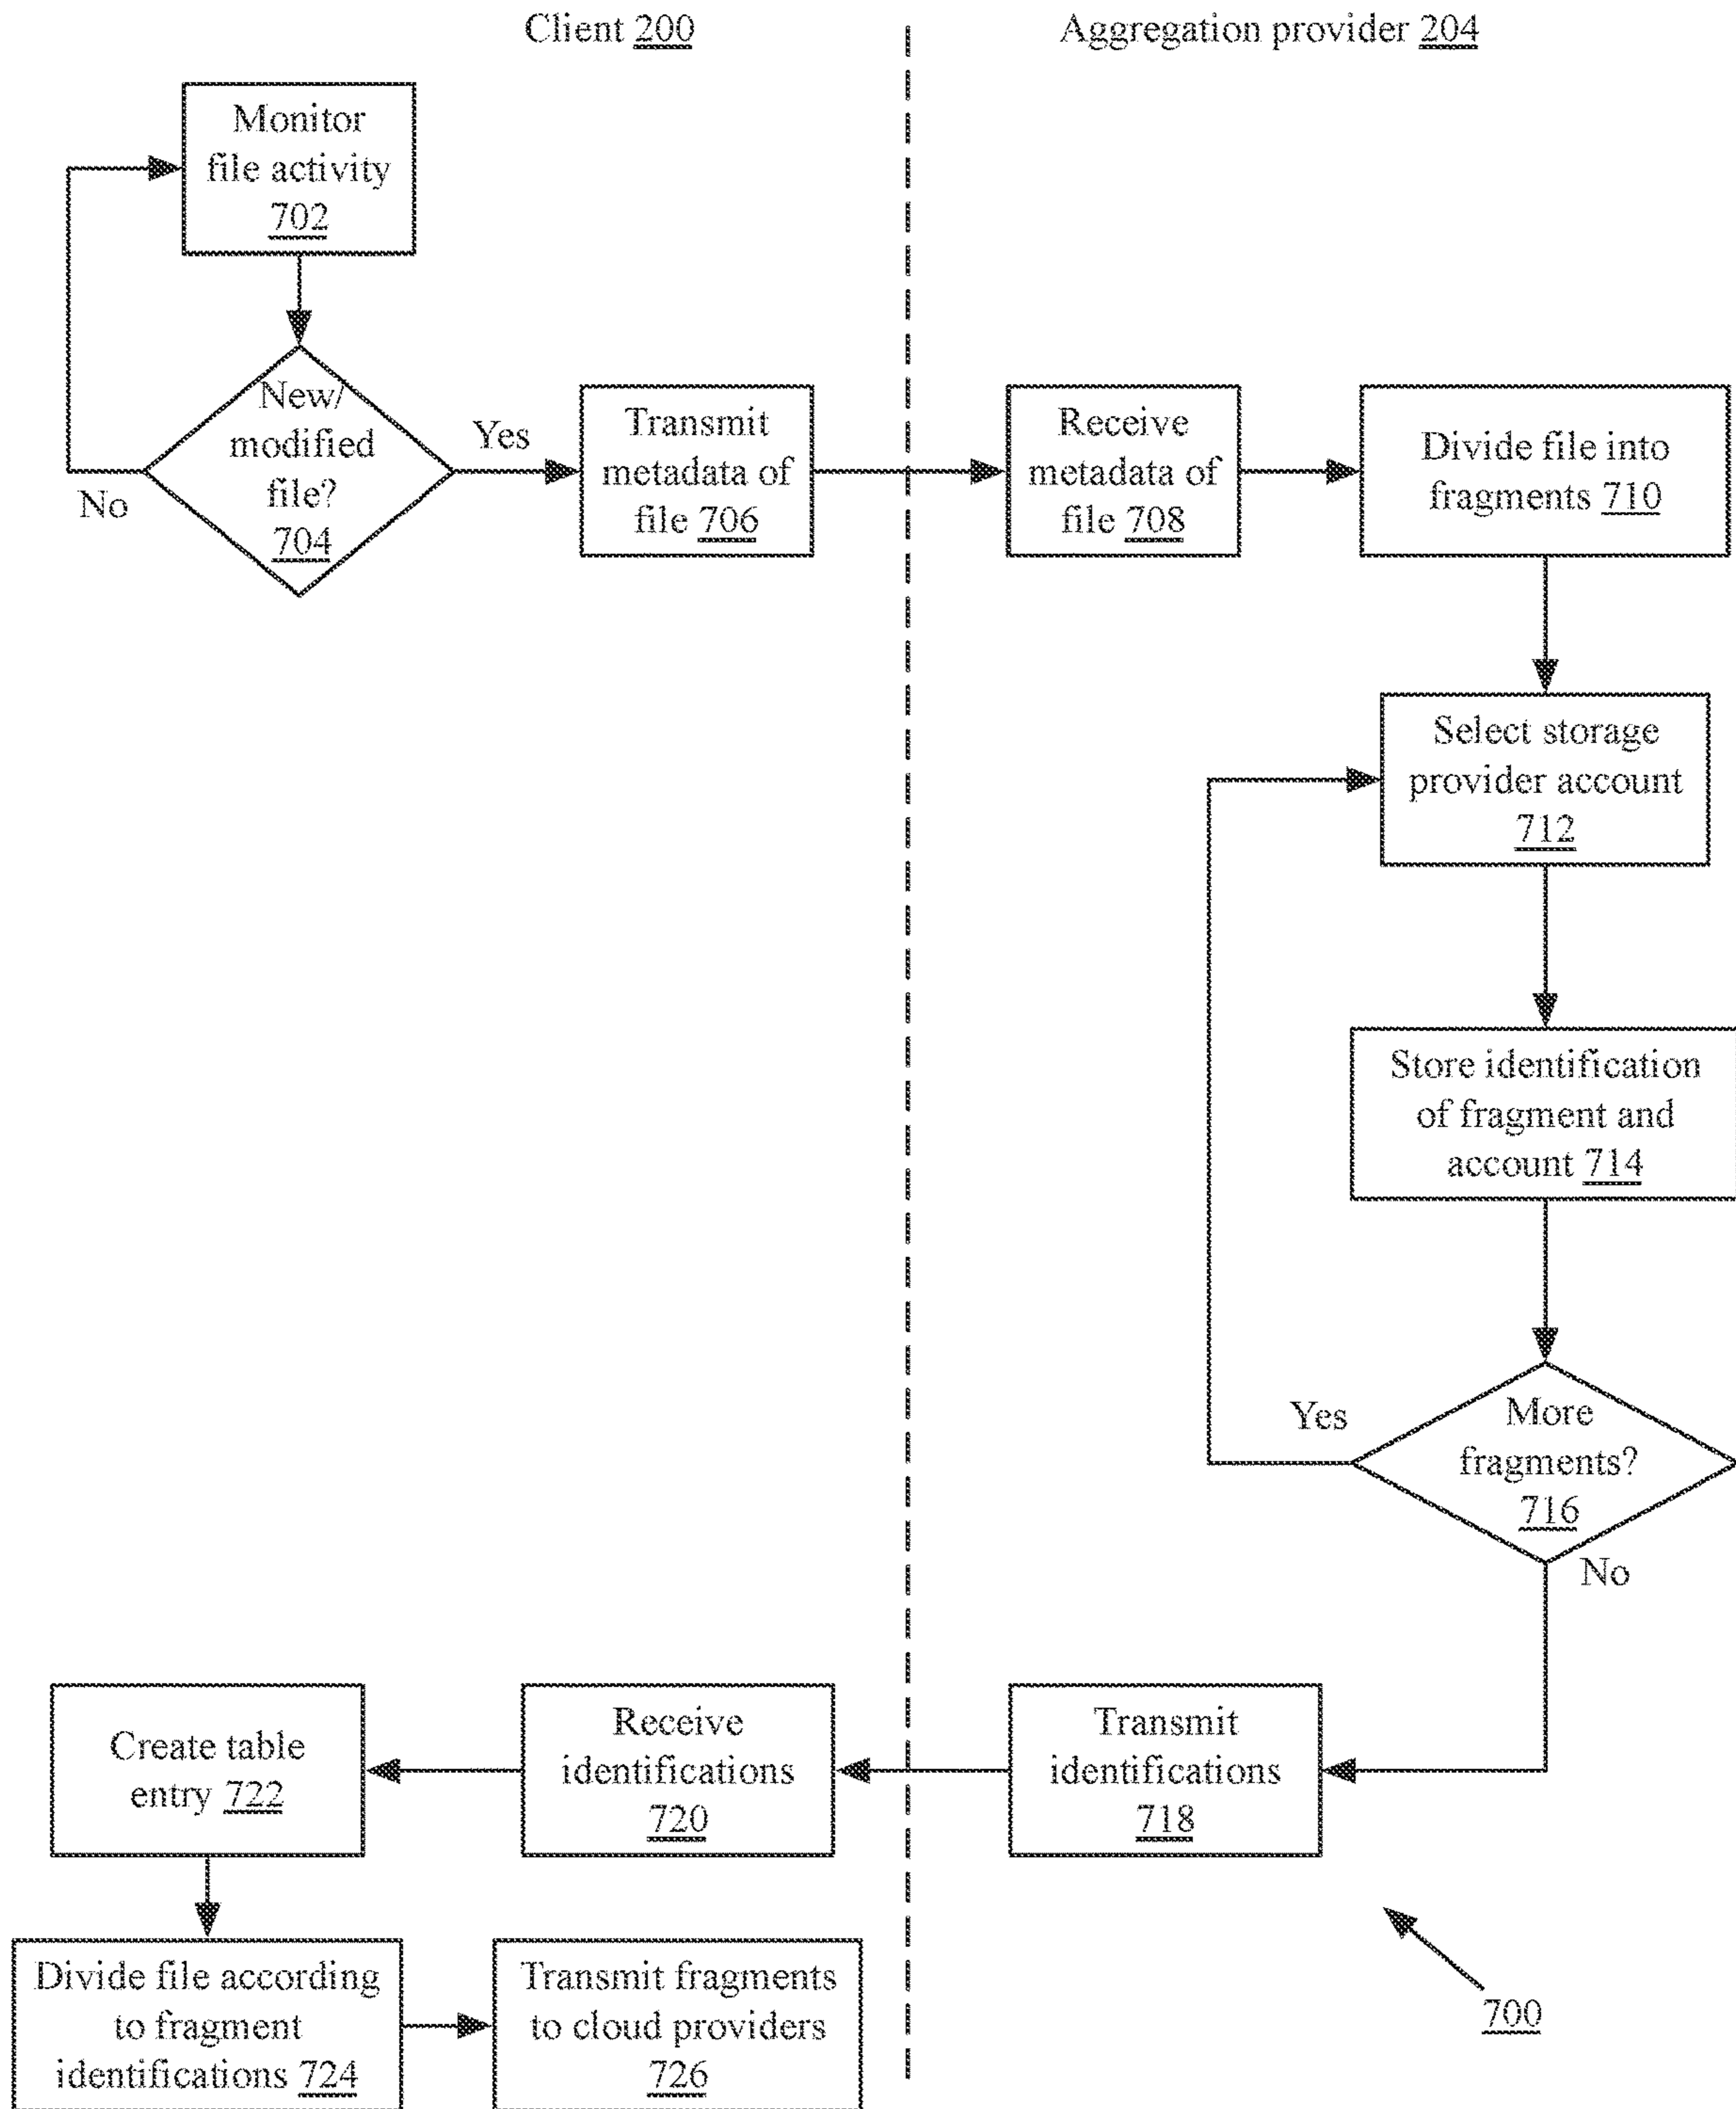 Client 200
Aggregation provider 204
Monitor
file activity
702
New/
modified
file?
704
No
Yes
Transmit
metadata of
file 706
Receive
metadata of
file 708
Divide file into
fragments 710
Select storage
provider account
712
Store identification
of fragment and
account 714
More
fragments?
716
Yes
No
Transmit
identifications
718
Receive
identifications
720
Create table
entry 722
Divide file according
to fragment
identifications 724
Transmit fragments
to cloud providers
726
700